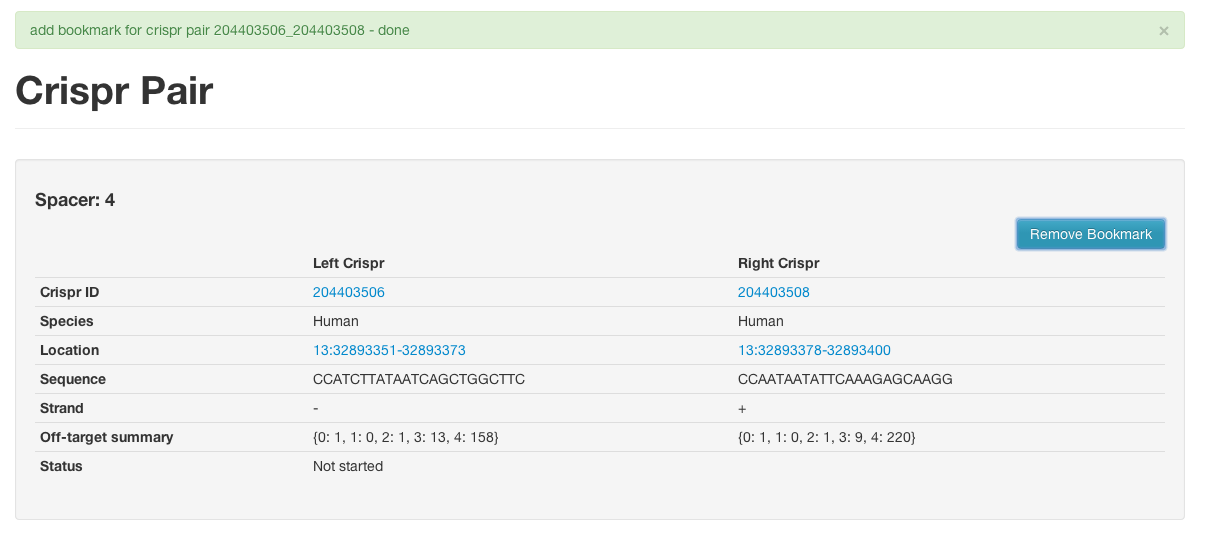 add bookmark for crispr pair 204403506_204403508 - done ×
Crispr Pair
Spacer: 4
Remove Bookmark
Left Crispr Right Crispr
Crispr ID 204403506 204403508
Species Human Human
Location 13:32893351-32893373 13:32893378-32893400
Sequence CCATCTTATAATCAGCTGGCTTC CCAATAATATTCAAAGAGCAAGG
Strand - +
Off-target summary {0: 1, 1: 0, 2: 1, 3: 13, 4: 158} {0: 1, 1: 0, 2: 1, 3: 9, 4: 220}
Status Not started